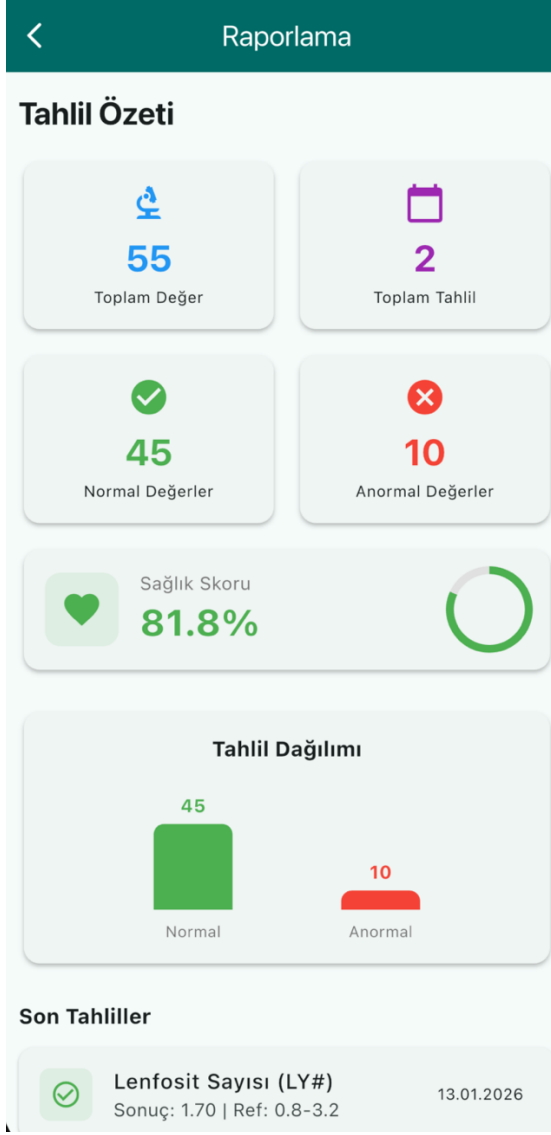 Raporlama
Tahlil Özeti
55
Toplam Değer
2
Toplam Tahlil
45
Normal Değerler
10
Anormal Değerler
Sağlık Skoru
81.8%
Tahlil Dağılımı
45
10
Normal
Anormal
Son Tahliller
Lenfosit Sayısı (LY#)
13.01.2026
Sonuç: 1.70 | Ref: 0.8-3.2